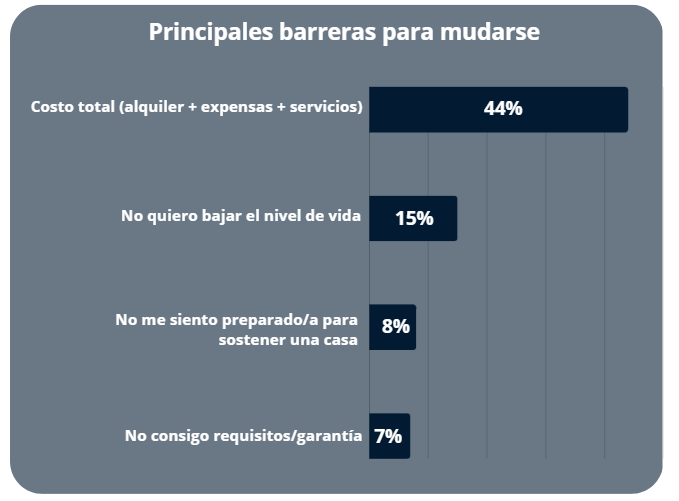 Principales barreras para mudarse
Costo total (alquiler + expensas + servicios)
44%
No quiero bajar el nivel de vida
15%
No me siento preparado/a para
sostener una casa
8%
No consigo requisitos/garantía
7%